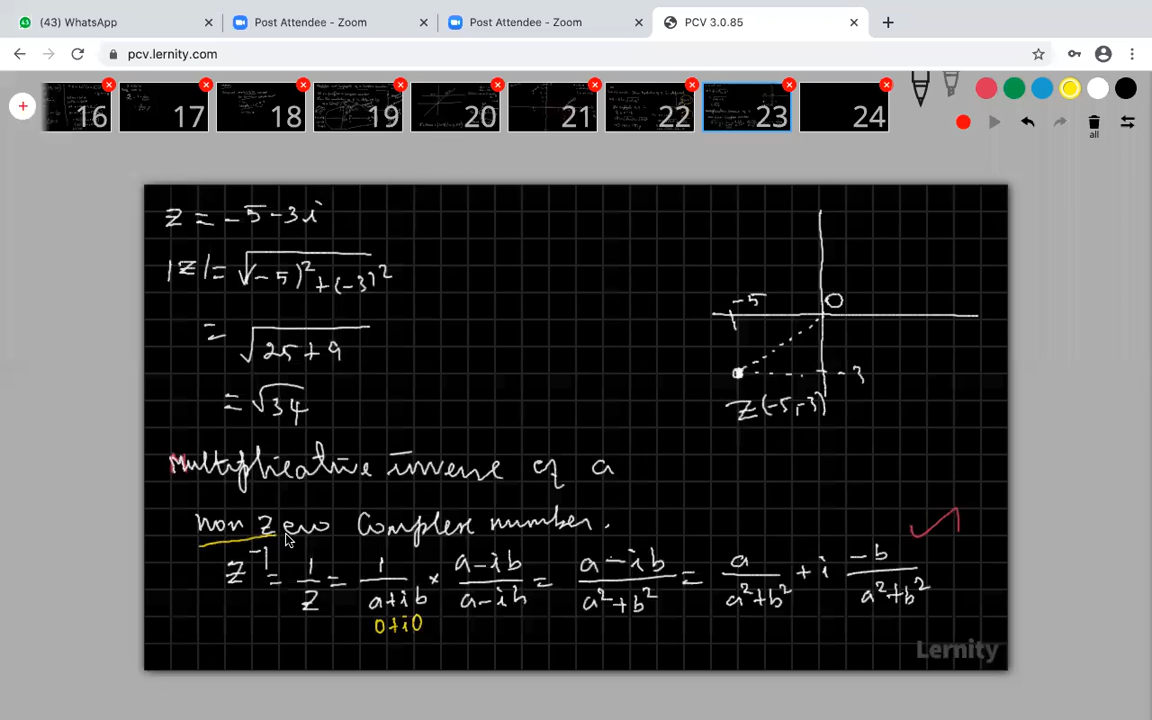 (43) WhatsApp
Post Attendee - Zoom
Post Attendee - Zoom
PCV 3.0.85
pcv.lernity.com
16 17 18 19 20 21 22 23 24
all
z = -5-3i
|z| = √(-5)²+(-3)²
= √25+9
= √34
-5 0
-3
Z(-5,-3)
Multiplicative inverse of a
non zero Complex number.
z⁻¹ = 1/z = 1/(a+ib) × (a-ib)/(a-ib) = (a-ib)/(a²+b²) = a/(a²+b²) + i -b/(a²+b²)
0+i0
Lernity